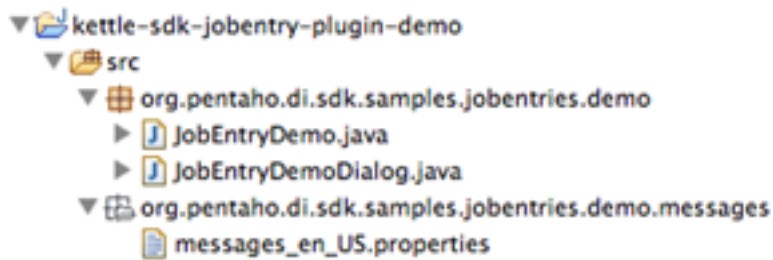 kettle-sdk-jobentry-plugin-demo
src
org.pentaho.di.sdk.samples.jobentries.demo
JobEntryDemo.java
JobEntryDemoDialog.java
org.pentaho.di.sdk.samples.jobentries.demo.messages
messages_en_US.properties